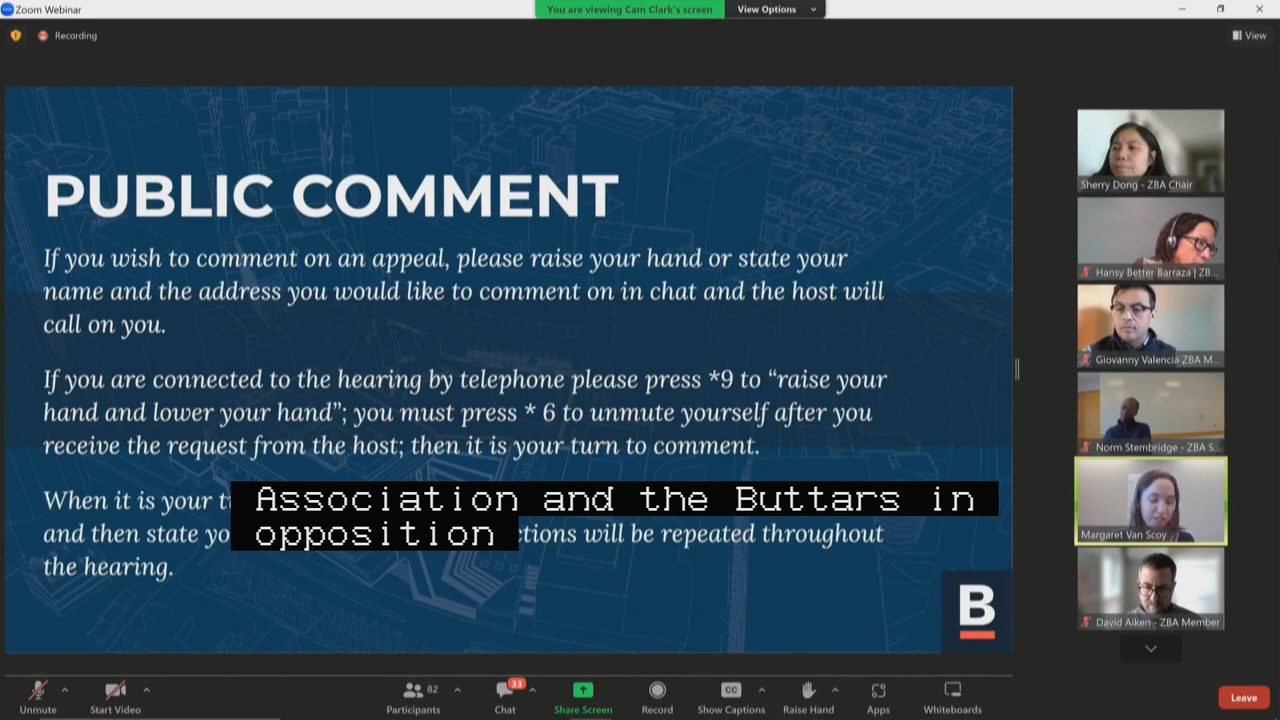 Zoom Webinar
You are viewing Cam Clark's screen
View Options
Recording
View
PUBLIC COMMENT
If you wish to comment on an appeal, please raise your hand or state your
name and the address you would like to comment on in chat and the host will
call on you.
If you are connected to the hearing by telephone please press *9 to “raise your
hand and lower your hand”; you must press * 6 to unmute yourself after you
receive the request from the host; then it is your turn to comment.
When it is your t
Association and the Buttars in
opposition
and then state yo
ctions will be repeated throughout
the hearing.
B
Sherry Dong - ZBA Chair
Hansy Better Barraza | ZB...
Giovanny Valencia ZBA M...
Norm Stembridge - ZBA S...
Margaret Van Scoy
David Aiken - ZBA Member
Unmute
Start Video
82
Participants
33
Chat
Share Screen
Record
CC
Show Captions
Raise Hand
Apps
Whiteboards
Leave